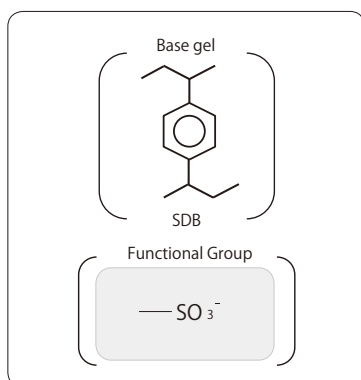 Base gel
SDB
Functional Group
— SO₃⁻